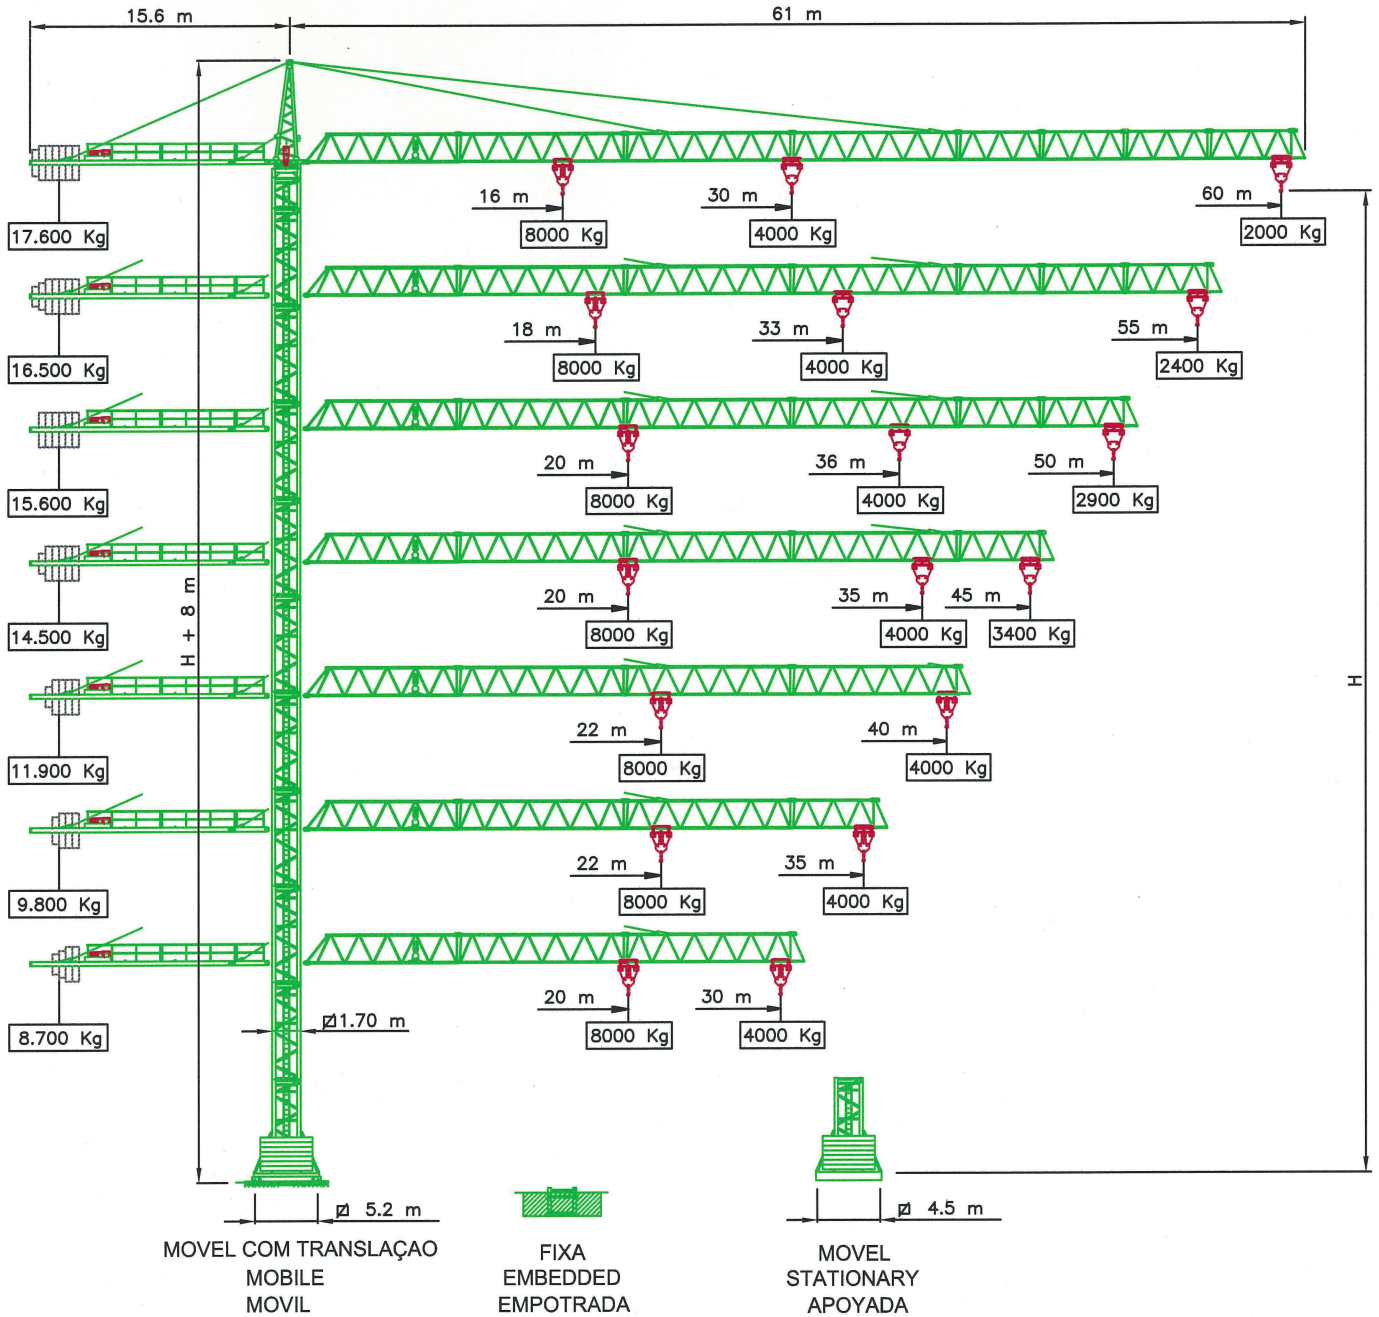 15.6 m
61 m
16 m
30 m
60 m
17.600 Kg
8000 Kg
4000 Kg
2000 Kg
18 m
33 m
55 m
16.500 Kg
8000 Kg
4000 Kg
2400 Kg
20 m
36 m
50 m
15.600 Kg
8000 Kg
4000 Kg
2900 Kg
20 m
35 m
45 m
14.500 Kg
8000 Kg
4000 Kg
3400 Kg
H + 8 m
H
22 m
40 m
11.900 Kg
8000 Kg
4000 Kg
22 m
35 m
9.800 Kg
8000 Kg
4000 Kg
20 m
30 m
8.700 Kg
8000 Kg
4000 Kg
1.70 m
5.2 m
4.5 m
MOVEL COM TRANSLAÇAO
MOBILE
MOVIL
FIXA
EMBEDDED
EMPOTRADA
MOVEL
STATIONARY
APOYADA